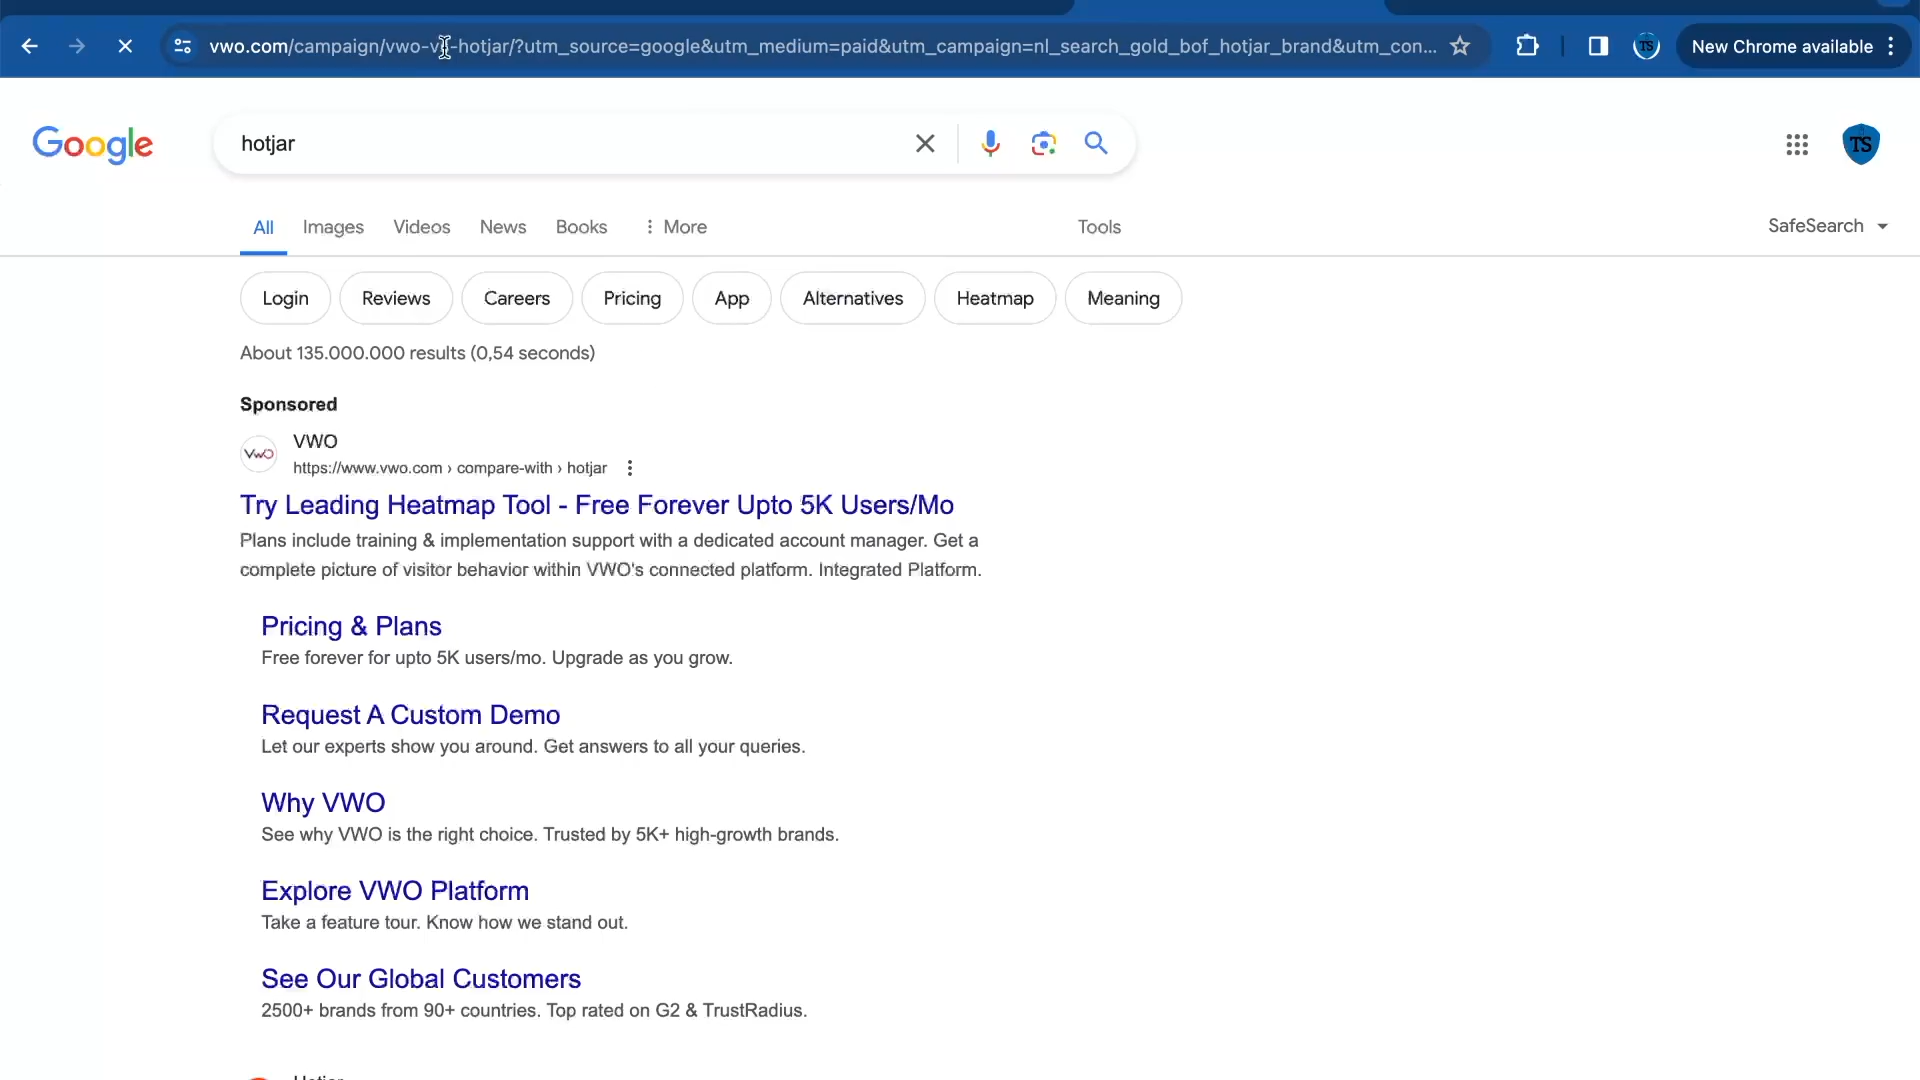 vwo.com/campaign/vwo-vs-hotjar/?utm_source=google&utm_medium=paid&utm_campaign=nl_search_gold_bof_hotjar_brand&utm_con...
TS
New Chrome available
Google
hotjar
TS
All
Images
Videos
News
Books
More
Tools
SafeSearch
Login
Reviews
Careers
Pricing
App
Alternatives
Heatmap
Meaning
About 135.000.000 results (0,54 seconds)
Sponsored
VWO
VWO
https://www.vwo.com › compare-with › hotjar
Try Leading Heatmap Tool - Free Forever Upto 5K Users/Mo
Plans include training & implementation support with a dedicated account manager. Get a
complete picture of visitor behavior within VWO's connected platform. Integrated Platform.
Pricing & Plans
Free forever for upto 5K users/mo. Upgrade as you grow.
Request A Custom Demo
Let our experts show you around. Get answers to all your queries.
Why VWO
See why VWO is the right choice. Trusted by 5K+ high-growth brands.
Explore VWO Platform
Take a feature tour. Know how we stand out.
See Our Global Customers
2500+ brands from 90+ countries. Top rated on G2 & TrustRadius.
Hotjar